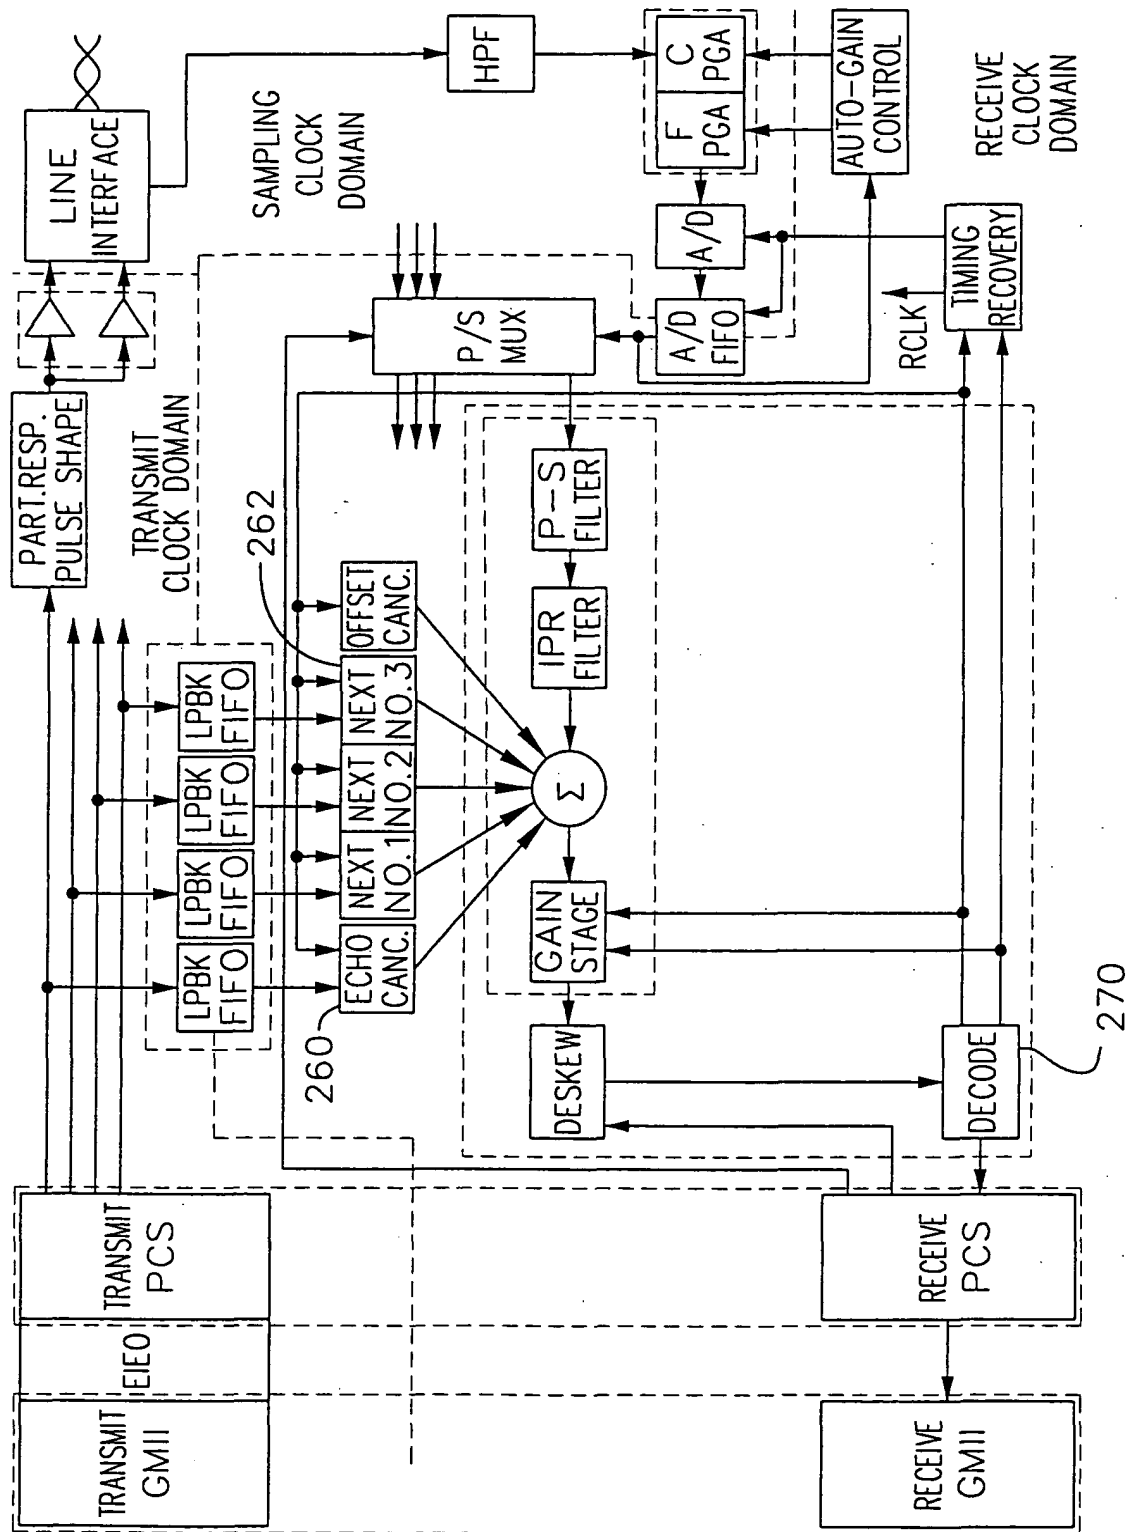 TRANSMIT
GMII
EIEO
TRANSMIT
PCS
PART.RESP.
PULSE SHAPE
LINE
INTERFACE
TRANSMIT
CLOCK DOMAIN
LPBK
FIFO
LPBK
FIFO
LPBK
FIFO
LPBK
FIFO
SAMPLING
CLOCK
DOMAIN
260
ECHO
CANC.
NEXT
NO.1
NEXT
NO.2
NEXT
NO.3
OFFSET
CANC.
262
P/S
MUX
HPF
DESKEW
GAIN
STAGE
Σ
IPR
FILTER
P-S
FILTER
A/D
FIFO
A/D
F
PGA
C
PGA
RECEIVE
GMII
RECEIVE
PCS
DECODE
270
RCLK
TIMING
RECOVERY
AUTO-GAIN
CONTROL
RECEIVE
CLOCK
DOMAIN